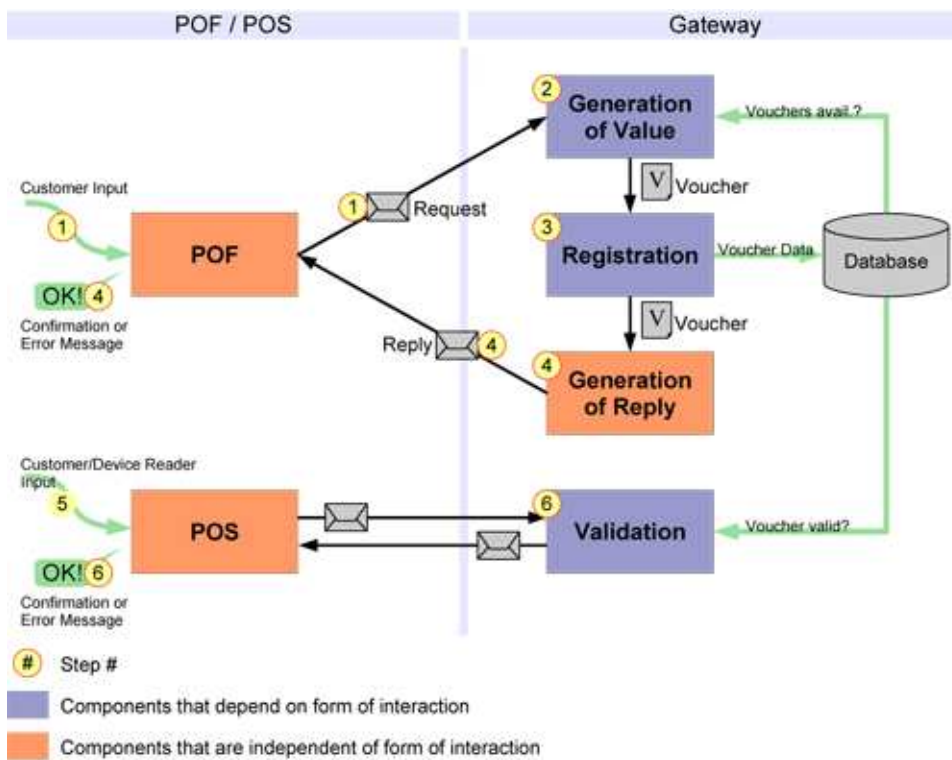 POF / POS
Gateway
2
Generation
of Value
Vouchers avail.?
Customer Input
1
1
Request
V
Voucher
POF
3
Registration
Voucher Data
Database
OK!
4
Confirmation or
Error Message
Reply
4
V
Voucher
4
Generation
of Reply
Customer/Device Reader
Input
5
POS
6
Validation
Voucher valid?
OK!
6
Confirmation or
Error Message
# Step #
Components that depend on form of interaction
Components that are independent of form of interaction